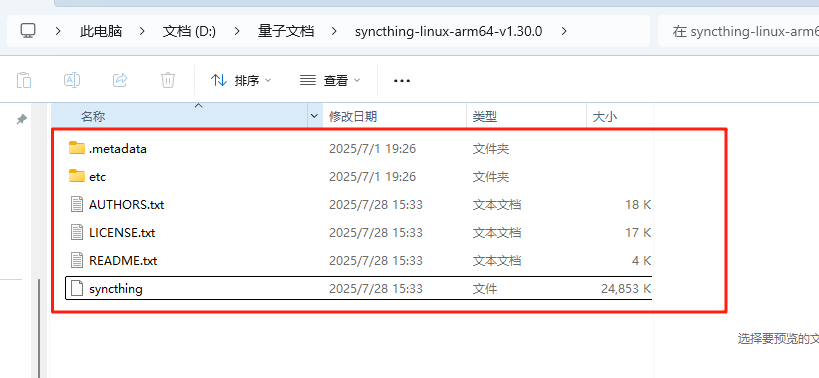 此电脑 > 文档 (D:) > 量子文档 > syncthing-linux-arm64-v1.30.0 > 在 syncthing-linux-arm6
排序 查看 ...
名称 修改日期 类型 大小
.metadata 2025/7/1 19:26 文件夹
etc 2025/7/1 19:26 文件夹
AUTHORS.txt 2025/7/28 15:33 文本文档 18 K
LICENSE.txt 2025/7/28 15:33 文本文档 17 K
README.txt 2025/7/28 15:33 文本文档 4 K
syncthing 2025/7/28 15:33 文件 24,853 K
选择要预览的文